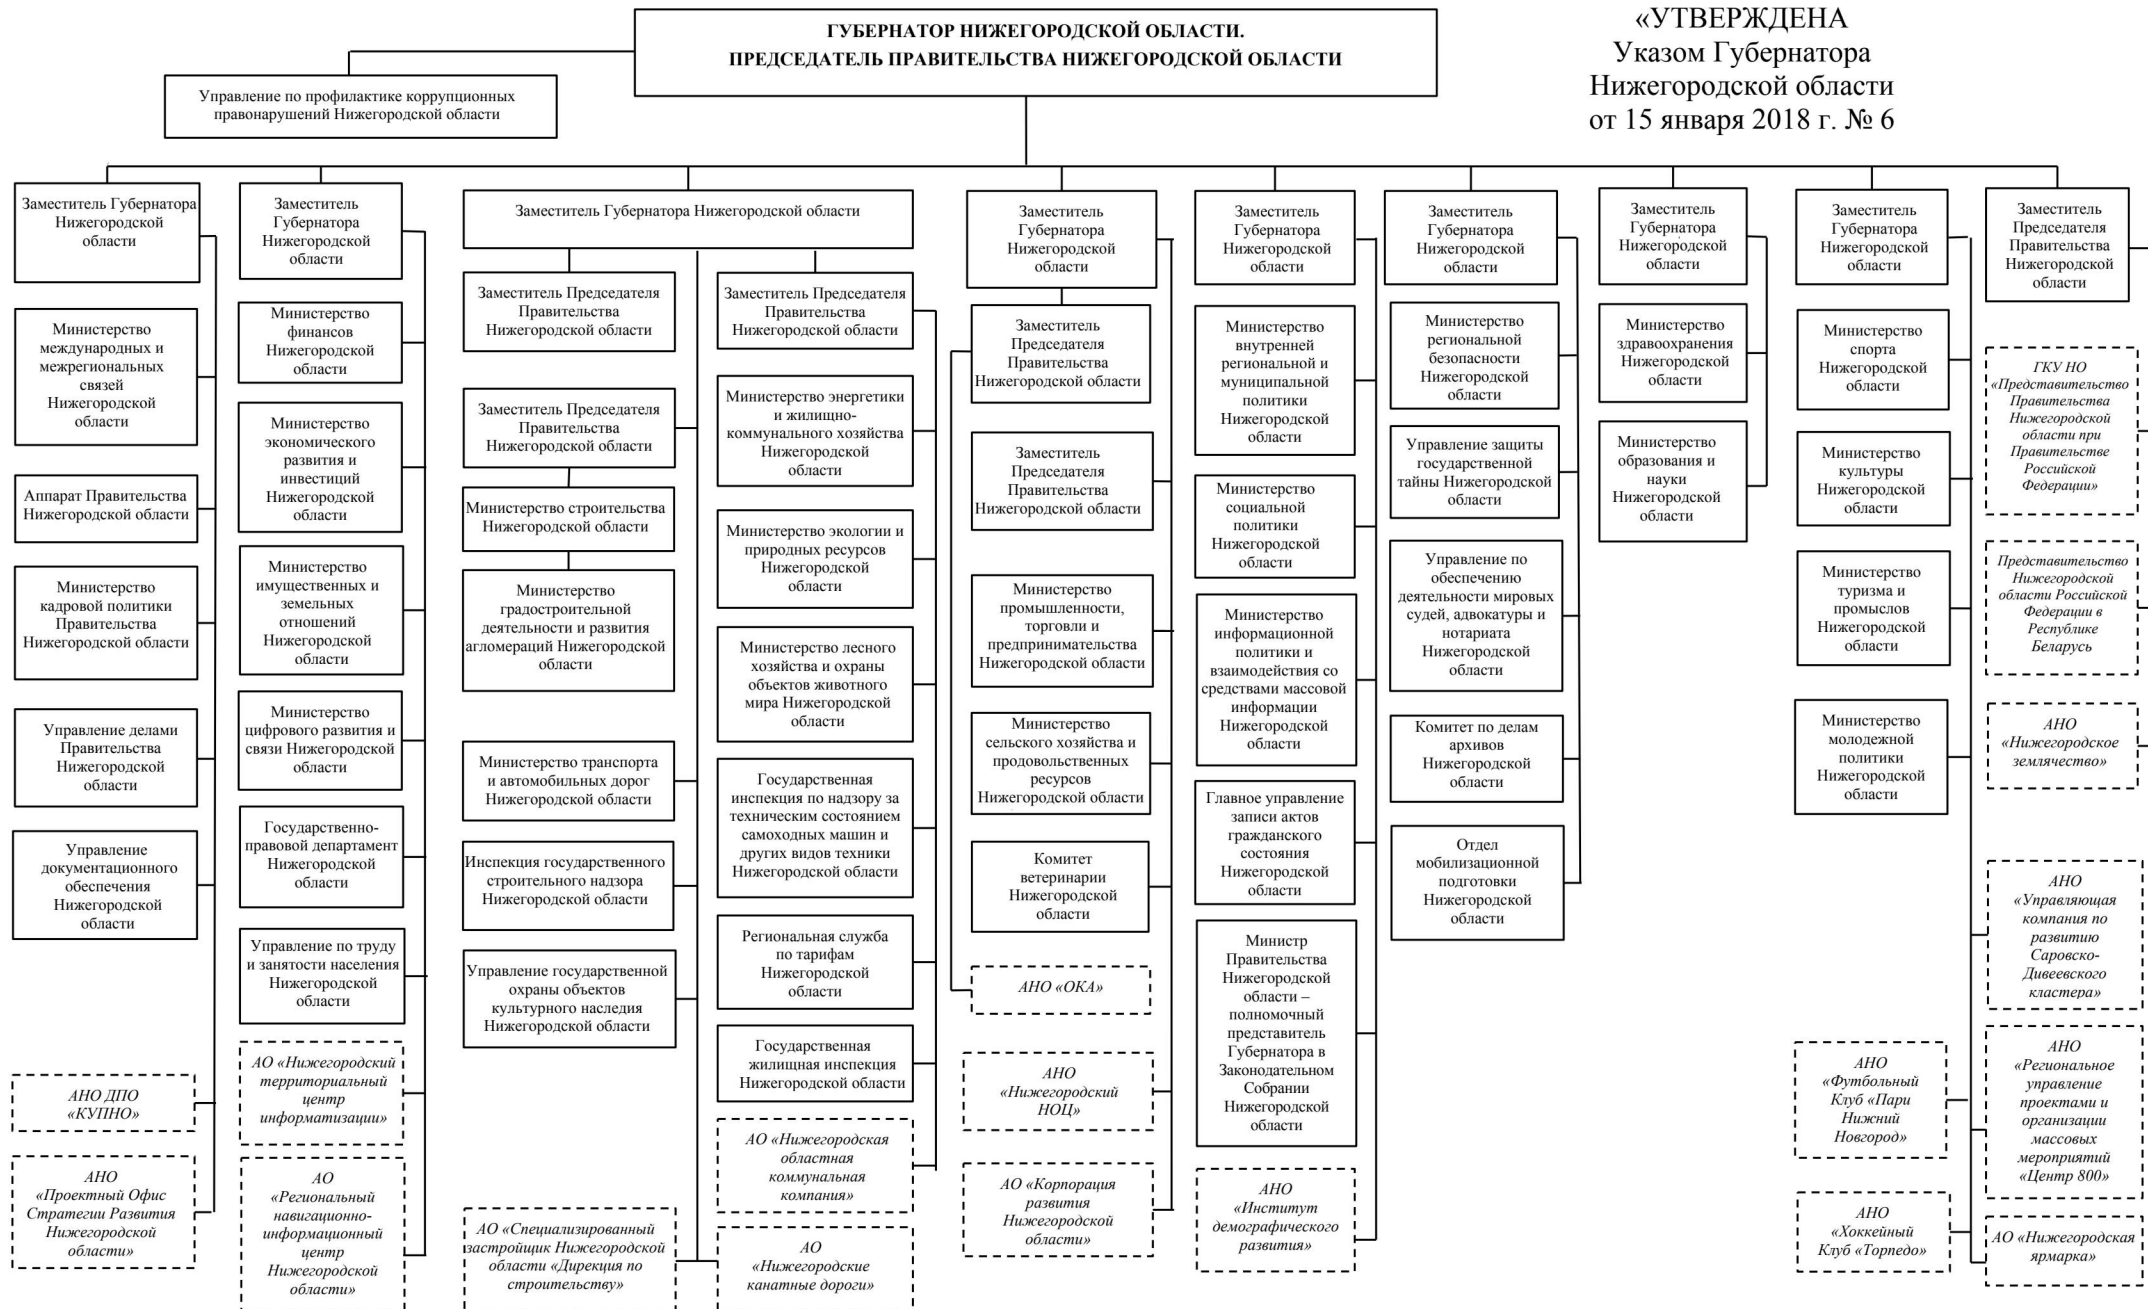 ГУБЕРНАТОР НИЖЕГОРОДСКОЙ ОБЛАСТИ.
ПРЕДСЕДАТЕЛЬ ПРАВИТЕЛЬСТВА НИЖЕГОРОДСКОЙ ОБЛАСТИ
«УТВЕРЖДЕНА
Указом Губернатора
Нижегородской области
от 15 января 2018 г. № 6
Управление по профилактике коррупционных
правонарушений Нижегородской области
Заместитель Губернатора
Нижегородской
области
Министерство
международных и
межрегиональных
связей
Нижегородской
области
Аппарат Правительства
Нижегородской области
Министерство
кадровой политики
Правительства
Нижегородской области
Управление делами
Правительства
Нижегородской
области
Управление
документационного
обеспечения
Нижегородской
области
АНО ДПО
«КУПНО»
АНО
«Проектный Офис
Стратегии Развития
Нижегородской
области»
Заместитель
Губернатора
Нижегородской
области
Министерство
финансов
Нижегородской
области
Министерство
экономического
развития и
инвестиций
Нижегородской
области
Министерство
имущественных и
земельных
отношений
Нижегородской
области
Министерство
цифрового развития и
связи Нижегородской
области
Государственно-
правовой департамент
Нижегородской
области
Управление по труду
и занятости населения
Нижегородской
области
АО «Нижегородский
территориальный
центр
информатизации»
АО
«Региональный
навигационно-
информационный
центр
Нижегородской
области»
Заместитель Губернатора Нижегородской области
Заместитель Председателя
Правительства
Нижегородской области
Заместитель Председателя
Правительства
Нижегородской области
Министерство строительства
Нижегородской области
Министерство
градостроительной
деятельности и развития
агломераций Нижегородской
области
Министерство транспорта
и автомобильных дорог
Нижегородской области
Инспекция государственного
строительного надзора
Нижегородской области
Управление государственной
охраны объектов
культурного наследия
Нижегородской области
АО «Специализированный
застройщик Нижегородской
области «Дирекция по
строительству»
Заместитель Председателя
Правительства
Нижегородской области
Министерство энергетики
и жилищно-
коммунального хозяйства
Нижегородской
области
Министерство экологии и
природных ресурсов
Нижегородской
области
Министерство лесного
хозяйства и охраны
объектов животного
мира Нижегородской
области
Государственная
инспекция по надзору за
техническим состоянием
самоходных машин и
других видов техники
Нижегородской области
Региональная служба
по тарифам
Нижегородской
области
Государственная
жилищная инспекция
Нижегородской области
АО «Нижегородская
областная
коммунальная
компания»
АО
«Нижегородские
канатные дороги»
Заместитель
Губернатора
Нижегородской
области
Заместитель
Председателя
Правительства
Нижегородской области
Заместитель
Председателя
Правительства
Нижегородской области
Министерство
промышленности,
торговли и
предпринимательства
Нижегородской области
Министерство
сельского хозяйства и
продовольственных
ресурсов
Нижегородской области
Комитет
ветеринарии
Нижегородской
области
АНО «ОКА»
АНО
«Нижегородский
НОЦ»
АО «Корпорация
развития
Нижегородской
области»
Заместитель
Губернатора
Нижегородской
области
Министерство
внутренней
региональной и
муниципальной
политики
Нижегородской
области
Министерство
социальной
политики
Нижегородской
области
Министерство
информационной
политики и
взаимодействия со
средствами массовой
информации
Нижегородской
области
Главное управление
записи актов
гражданского
состояния
Нижегородской
области
Министр
Правительства
Нижегородской
области –
полномочный
представитель
Губернатора в
Законодательном
Собрании
Нижегородской
области
АНО
«Институт
демографического
развития»
Заместитель
Губернатора
Нижегородской
области
Министерство
региональной
безопасности
Нижегородской
области
Управление защиты
государственной
тайны Нижегородской
области
Управление по
обеспечению
деятельности мировых
судей, адвокатуры и
нотариата
Нижегородской
области
Комитет по делам
архивов
Нижегородской
области
Отдел
мобилизационной
подготовки
Нижегородской
области
Заместитель
Губернатора
Нижегородской
области
Министерство
здравоохранения
Нижегородской
области
Министерство
образования и
науки
Нижегородской
области
Заместитель
Губернатора
Нижегородской
области
Министерство
спорта
Нижегородской
области
Министерство
культуры
Нижегородской
области
Министерство
туризма и
промыслов
Нижегородской
области
Министерство
молодежной
политики
Нижегородской
области
АНО
«Футбольный
Клуб «Пари
Нижний
Новгород»
АНО
«Хоккейный
Клуб «Торпедо»
Заместитель
Председателя
Правительства
Нижегородской
области
ГКУ НО
«Представительство
Правительства
Нижегородской
области при
Правительстве
Российской
Федерации»
Представительство
Нижегородской
области Российской
Федерации в
Республике
Беларусь
АНО
«Нижегородское
землячество»
АНО
«Управляющая
компания по
развитию
Саровско-
Дивеевского
кластера»
АНО
«Региональное
управление
проектами и
организации
массовых
мероприятий
«Центр 800»
АО «Нижегородская
ярмарка»